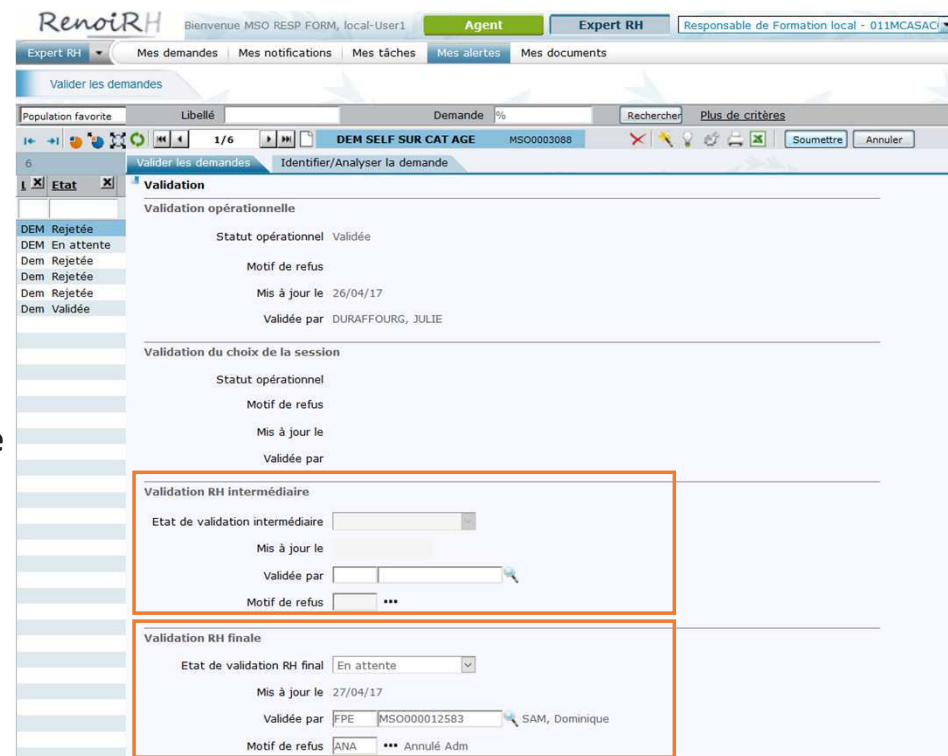 RenoiRH Bienvenue MSO RESP FORM, local-User1 Agent Expert RH Responsable de Formation local - 011MCASAC
Expert RH Mes demandes Mes notifications Mes tâches Mes alertes Mes documents
Valider les demandes
Population favorite Libellé Demande % Rechercher Plus de critères
1/6 DEM SELF SUR CAT AGE MSO0003088 Soumettre Annuler
6 Valider les demandes Identifier/Analyser la demande
Etat Validation
Validation opérationnelle
DEM Rejetée
DEM En attente
Dem Rejetée
Dem Rejetée
Dem Rejetée
Dem Validée
Statut opérationnel Validée
Motif de refus
Mis à jour le 26/04/17
Validée par DURAFFOURG, JULIE
Validation du choix de la session
Statut opérationnel
Motif de refus
Mis à jour le
Validée par
e
Validation RH intermédiaire
Etat de validation intermédiaire
Mis à jour le
Validée par
Motif de refus ...
Validation RH finale
Etat de validation RH final En attente
Mis à jour le 27/04/17
Validée par FPE MSO000012583 SAM, Dominique
Motif de refus ANA ... Annulé Adm